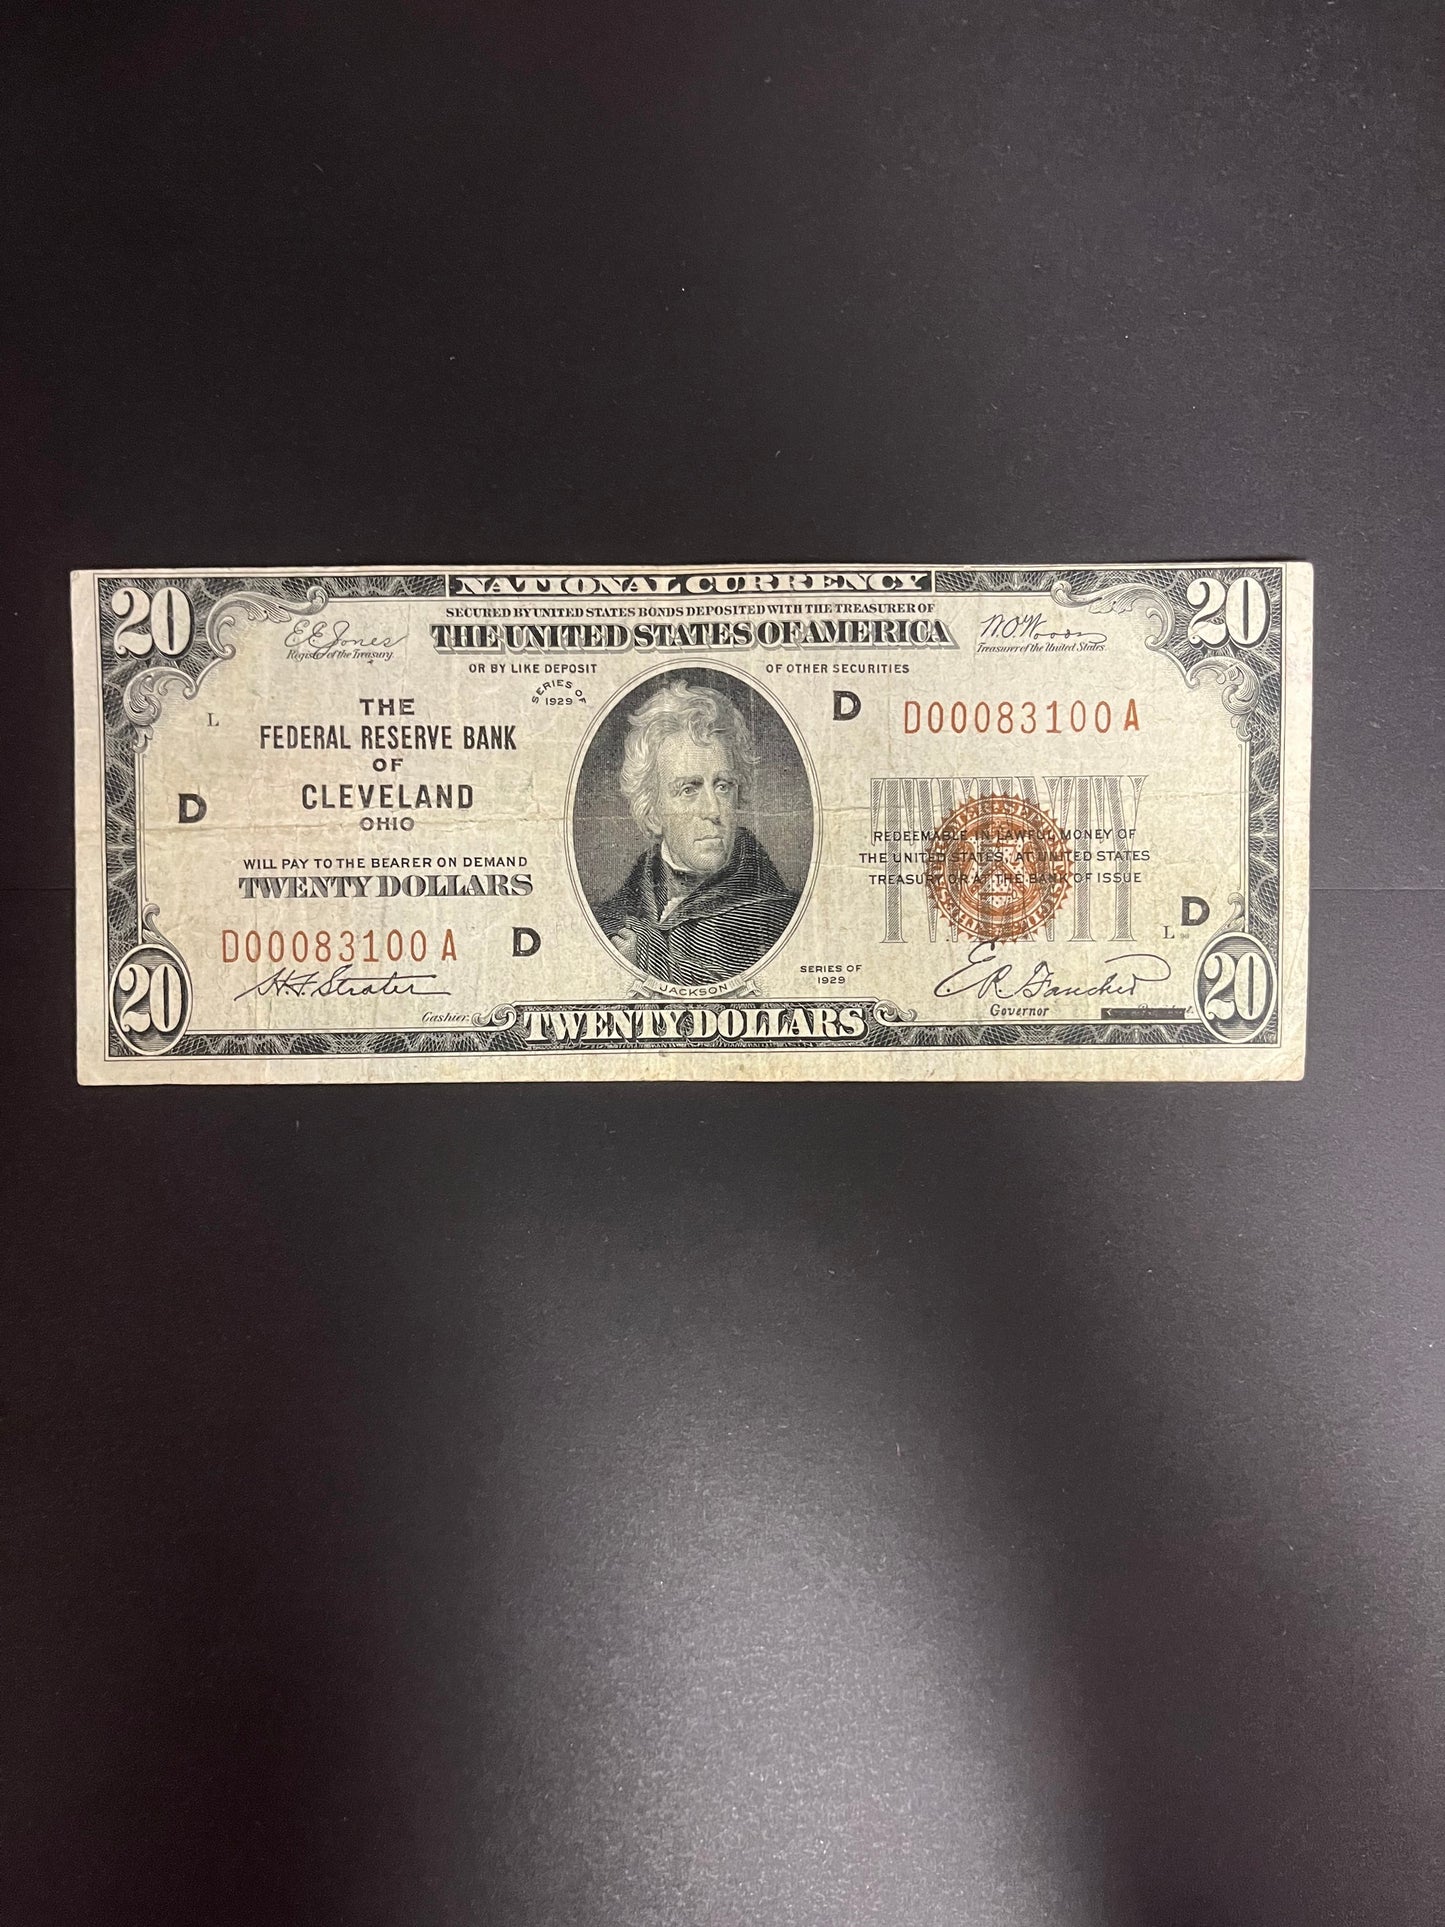 NATIONAL CURRENCY
20
20
SECURED BY UNITED STATES BONDS DEPOSITED WITH THE TREASURER OF
THE UNITED STATES OF AMERICA
E.E. Jones
Register of the Treasury.
W.O. Woods
Treasurer of the United States.
OR BY LIKE DEPOSIT
OF OTHER SECURITIES
SERIES OF
1929
L
THE
FEDERAL RESERVE BANK
OF
CLEVELAND
OHIO
D
D
D00083100A
TWENTY
REDEEMABLE IN LAWFUL MONEY OF
THE UNITED STATES, AT UNITED STATES
TREASURY OR AT THE BANK OF ISSUE
WILL PAY TO THE BEARER ON DEMAND
TWENTY DOLLARS
D00083100A
D
D
L
H.F. Strater
Cashier.
JACKSON
SERIES OF
1929
Governor
20
20
TWENTY DOLLARS